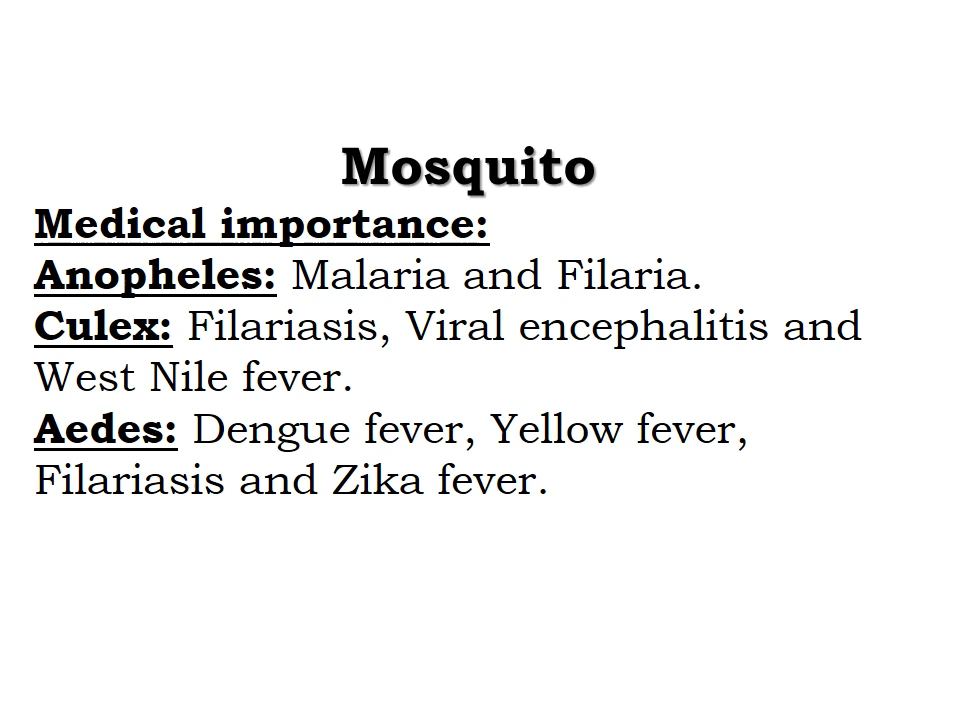 Mosquito
Medical importance:
Anopheles: Malaria and Filaria.
Culex: Filariasis, Viral encephalitis and
West Nile fever.
Aedes: Dengue fever, Yellow fever,
Filariasis and Zika fever.